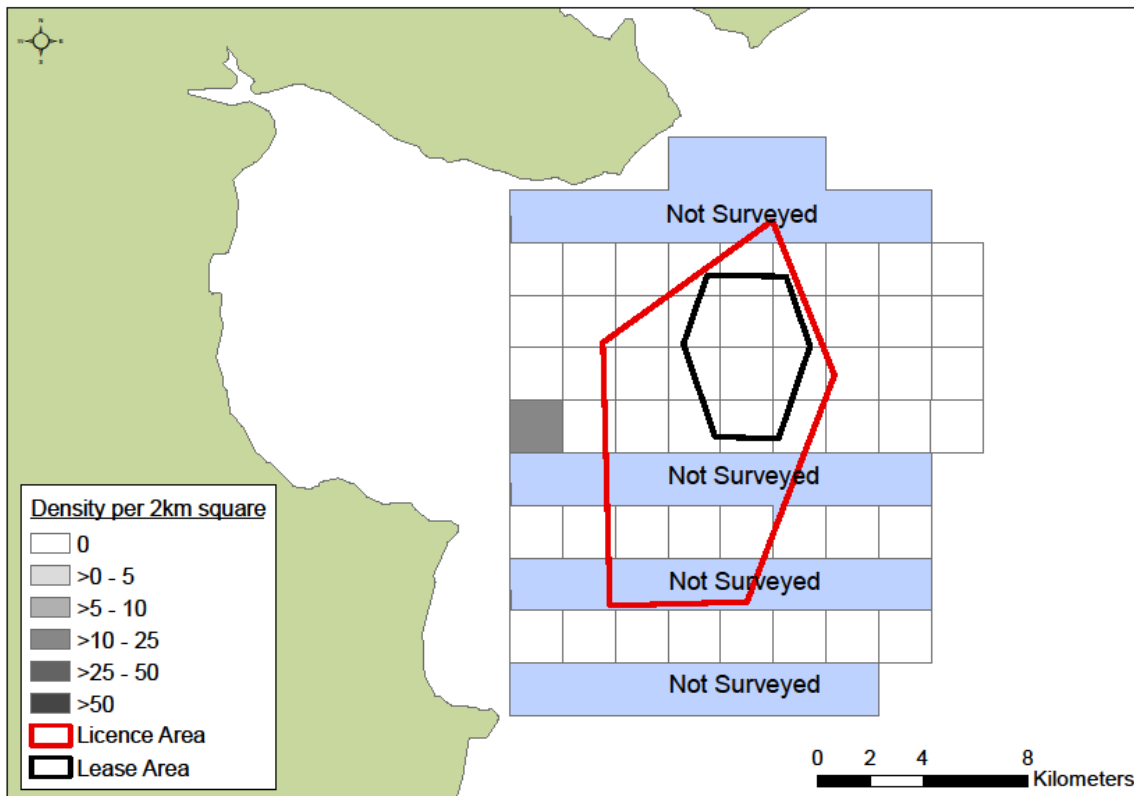 N
W
E
S
Not Surveyed
Not Surveyed
Not Surveyed
Not Surveyed
Density per 2km square
0
>0 - 5
>5 - 10
>10 - 25
>25 - 50
>50
Licence Area
Lease Area
0 2 4 8
Kilometers